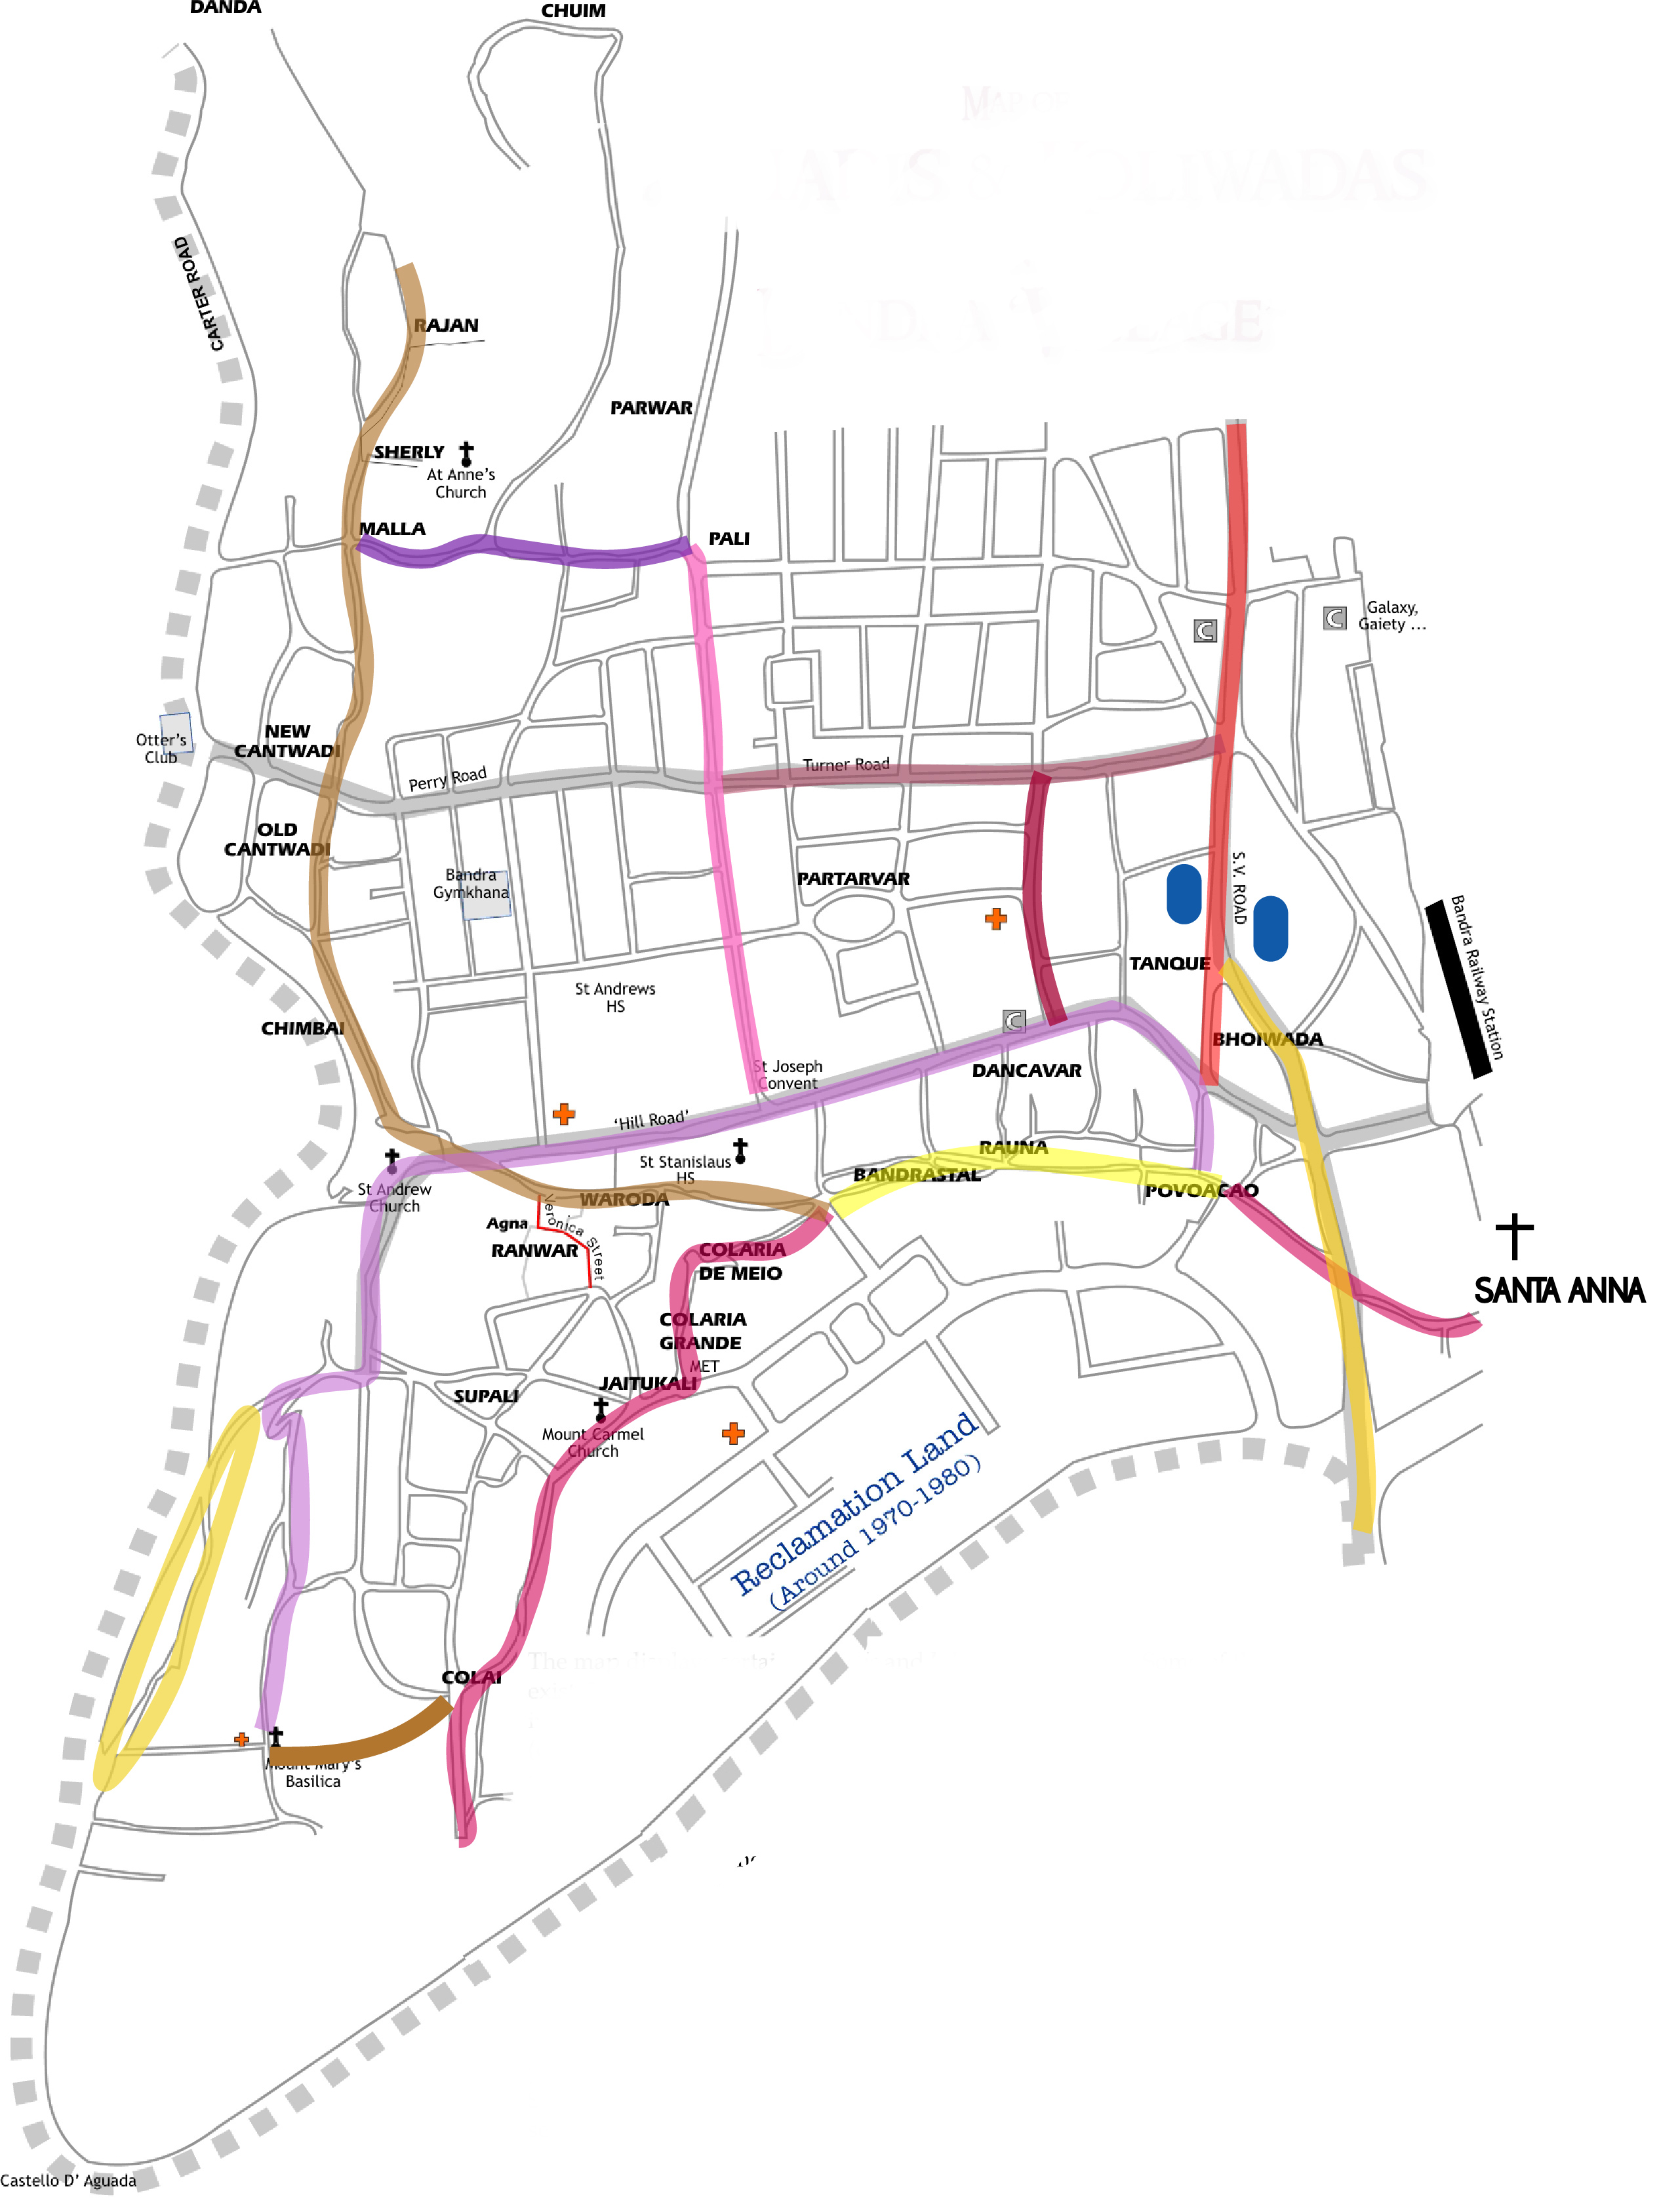 DANDA
CHUIM
CARTER ROAD
RAJAN
PARWAR
SHERLY
At Anne's
Church
MALLA
PALI
Galaxy,
Gaiety ...
Otter's
Club
NEW
CANTWADI
Perry Road
Turner Road
OLD
CANTWADI
Bandra
Gymkhana
PARTARVAR
S.V. ROAD
Bandra Railway Station
TANQUE
St Andrews
HS
CHIMBAI
BHOIWADA
St Joseph
Convent
DANCAVAR
'Hill Road'
RAUNA
St Stanislaus
HS
BANDRASTAL
St Andrew
Church
WARODA
POVOACAO
Agna
Veronica Street
RANWAR
COLARIA
DE MEIO
SANTA ANNA
COLARIA
GRANDE
MET
JAITUKALI
SUPALI
Mount Carmel
Church
Reclamation Land
(Around 1970-1980)
COLAI
Mount Mary's
Basilica
Castello D' Aguada